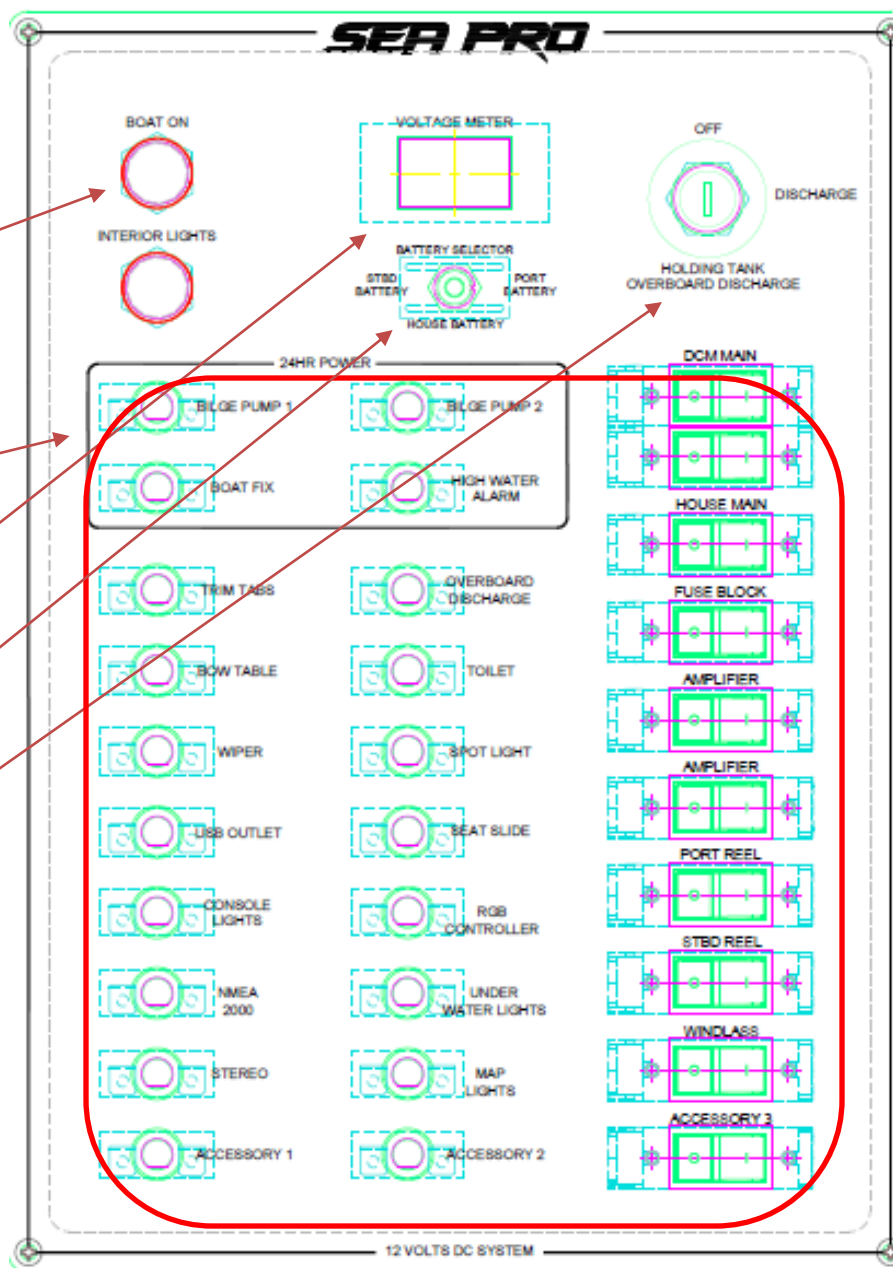 SEA PRO
BOAT ON
VOLTAGE METER
OFF
DISCHARGE
HOLDING TANK
OVERBOARD DISCHARGE
INTERIOR LIGHTS
BATTERY SELECTOR
STBD
BATTERY
PORT
BATTERY
HOUSE BATTERY
24HR POWER
BILGE PUMP 1
BILGE PUMP 2
BOAT FIX
HIGH WATER
ALARM
TRIM TABS
OVERBOARD
DISCHARGE
BOW TABLE
TOILET
WIPER
SPOT LIGHT
USB OUTLET
SEAT SLIDE
CONSOLE
LIGHTS
RGB
CONTROLLER
NMEA
2000
UNDER
WATER LIGHTS
STEREO
MAP
LIGHTS
ACCESSORY 1
ACCESSORY 2
DCM MAIN
HOUSE MAIN
FUSE BLOCK
AMPLIFIER
AMPLIFIER
PORT REEL
STBD REEL
WINDLASS
ACCESSORY 3
12 VOLTS DC SYSTEM